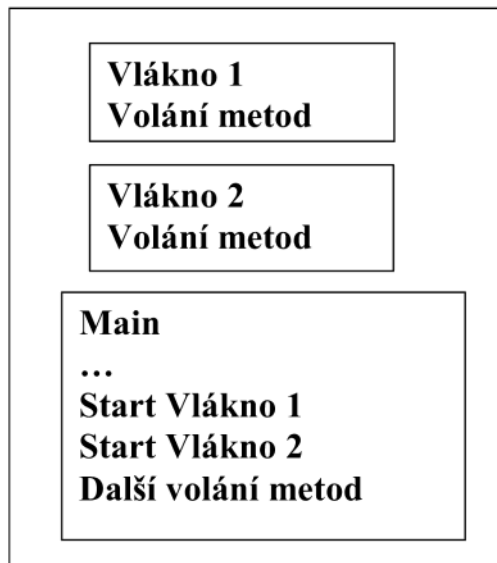 Vlákno 1
Volání metod
Vlákno 2
Volání metod
Main
…
Start Vlákno 1
Start Vlákno 2
Další volání metod